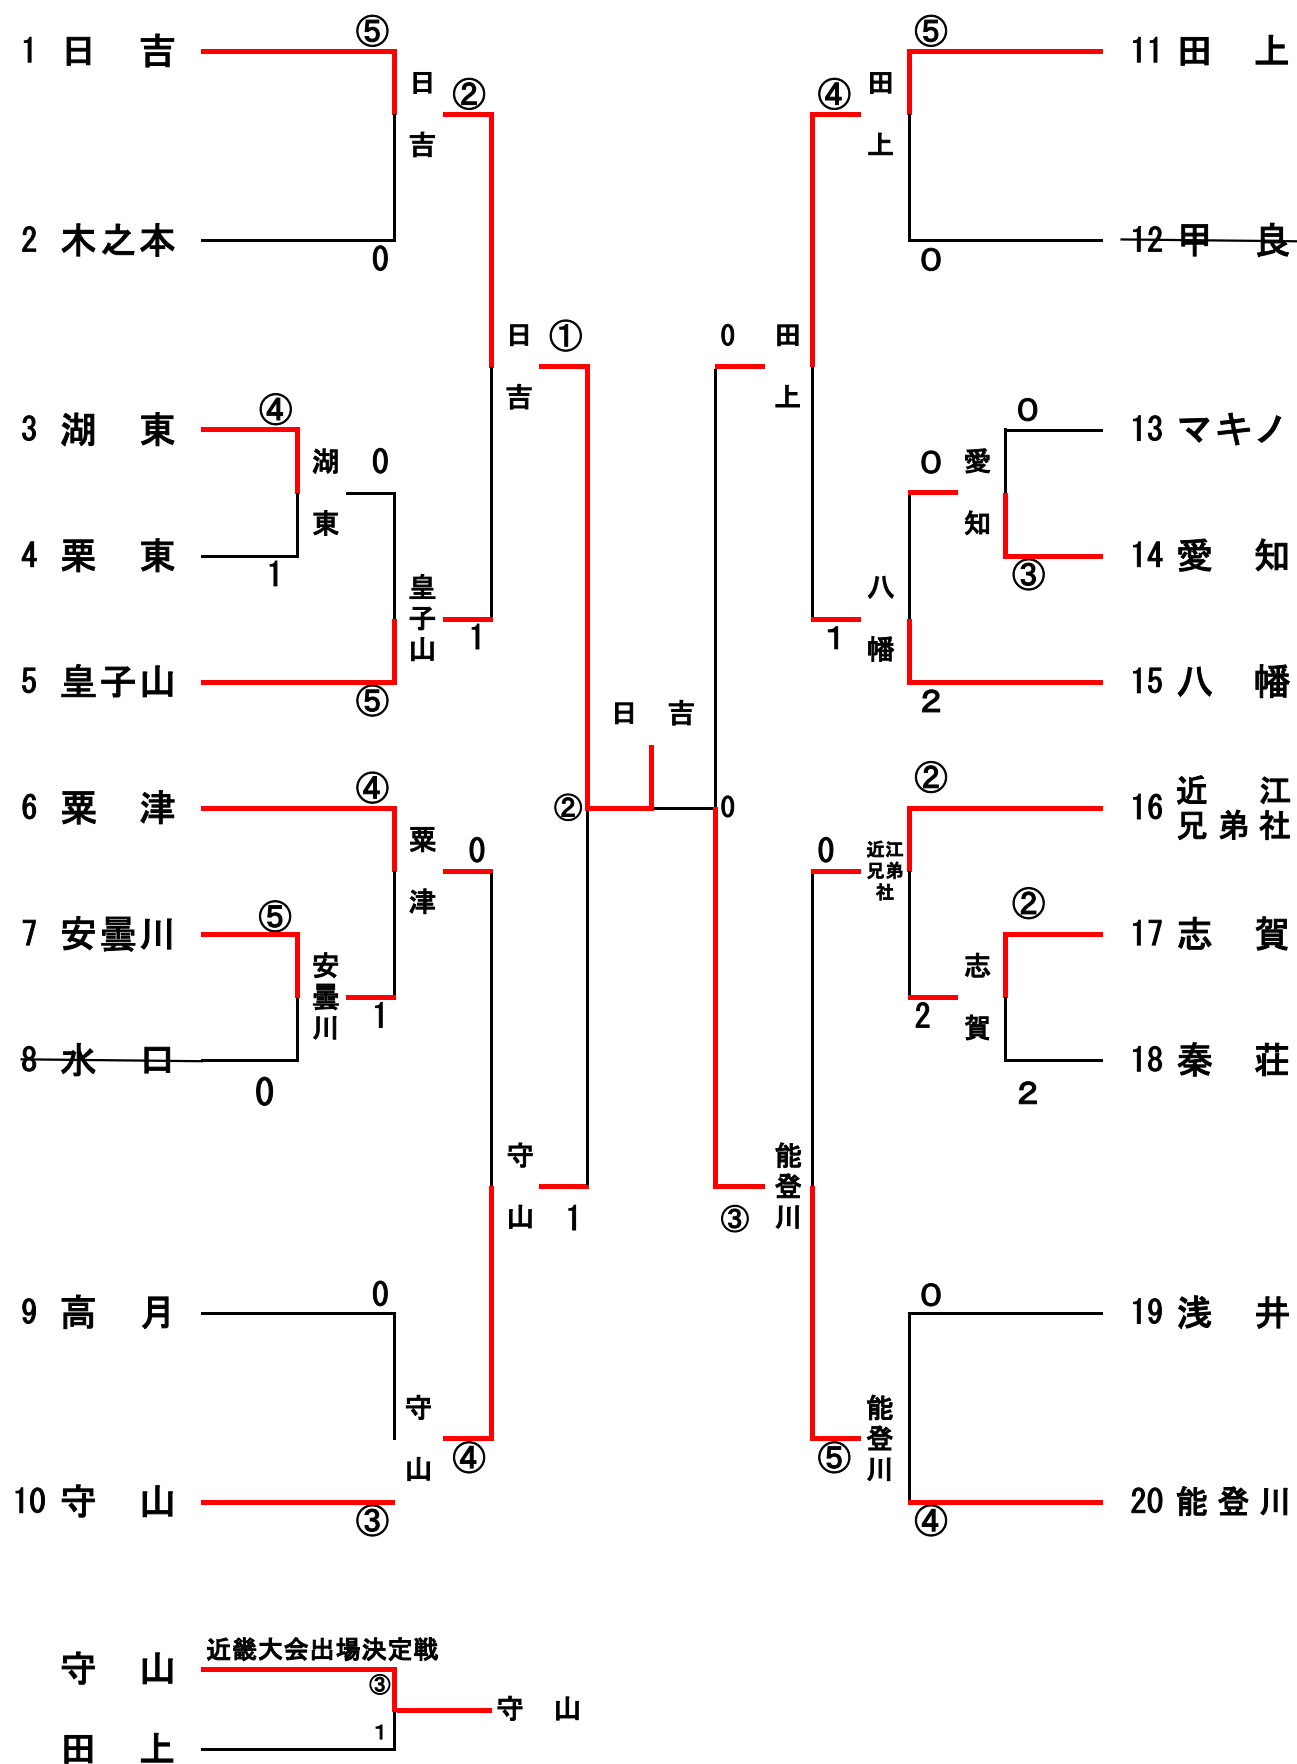 1 日 吉
⑤
日吉
②
2 木之本
0
日吉
①
3 湖 東
④
湖東
0
4 栗 東
1
皇子山
1
5 皇子山
⑤
6 粟 津
④
粟津
0
7 安曇川
⑤
安曇川
1
8 水 口
0
守山
1
9 高 月
0
守山
④
10 守 山
③
日 吉
②
0
⑤
11 田 上
④
田上
12 甲 良
0
0
田上
0
13 マキノ
0
愛知
14 愛 知
③
八幡
1
15 八 幡
2
②
16 近 江
兄弟社
0
近江
兄弟
社
②
17 志 賀
志賀
2
18 秦 荘
2
能登川
③
0
19 浅 井
能登川
⑤
20 能登川
④
近畿大会出場決定戦
守 山
③
守 山
1
田 上